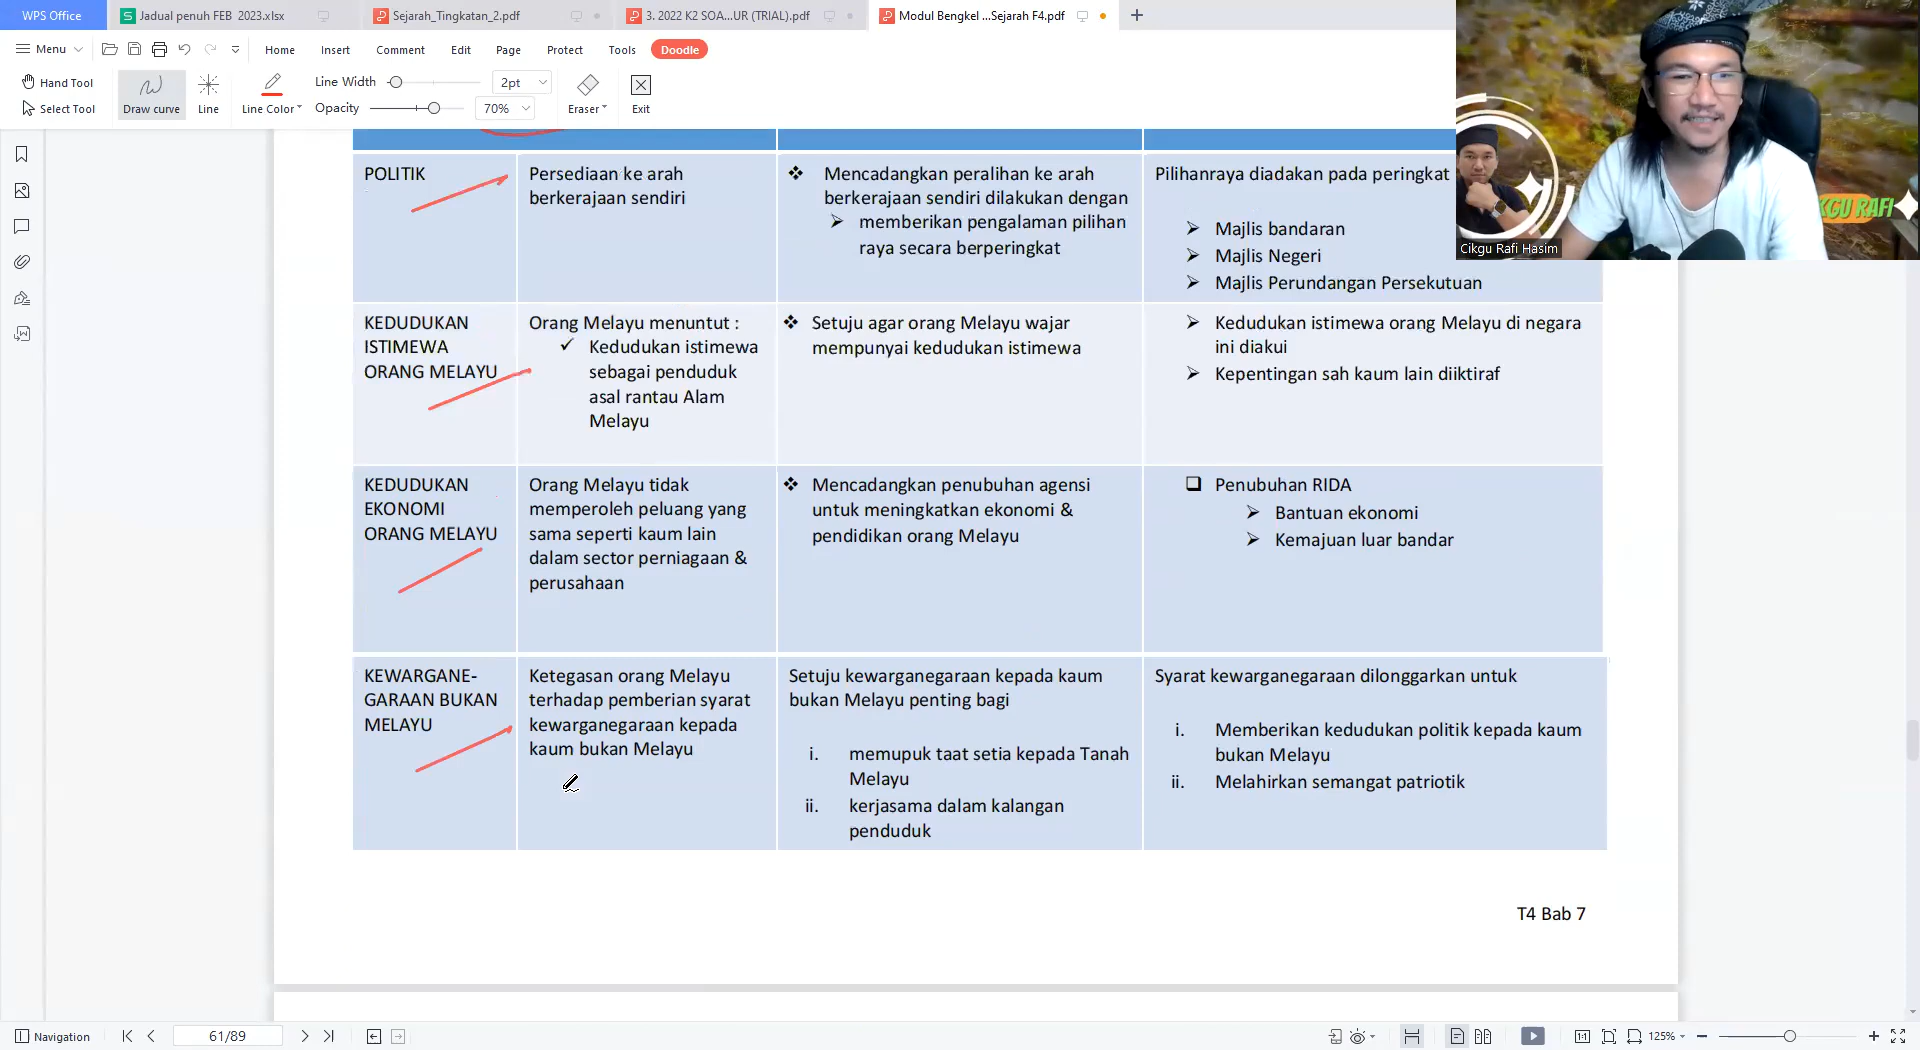 WPS Office
Jadual penuh FEB 2023.xlsx
Sejarah_Tingkatan_2.pdf
3. 2022 K2 SOA...UR (TRIAL).pdf
Modul Bengkel ...Sejarah F4.pdf
Menu
Home
Insert
Comment
Edit
Page
Protect
Tools
Doodle
Hand Tool
Select Tool
Draw curve
Line
Line Color
Line Width
2pt
Opacity
70%
Eraser
Exit
KGU RAFI
Cikgu Rafi Hasim
POLITIK
Persediaan ke arah
berkerajaan sendiri
Mencadangkan peralihan ke arah
berkerajaan sendiri dilakukan dengan
memberikan pengalaman pilihan
raya secara berperingkat
Pilihanraya diadakan pada peringkat
Majlis bandaran
Majlis Negeri
Majlis Perundangan Persekutuan
KEDUDUKAN
ISTIMEWA
ORANG MELAYU
Orang Melayu menuntut :
✓ Kedudukan istimewa
sebagai penduduk
asal rantau Alam
Melayu
Setuju agar orang Melayu wajar
mempunyai kedudukan istimewa
Kedudukan istimewa orang Melayu di negara
ini diakui
Kepentingan sah kaum lain diiktiraf
KEDUDUKAN
EKONOMI
ORANG MELAYU
Orang Melayu tidak
memperoleh peluang yang
sama seperti kaum lain
dalam sector perniagaan &
perusahaan
Mencadangkan penubuhan agensi
untuk meningkatkan ekonomi &
pendidikan orang Melayu
Penubuhan RIDA
Bantuan ekonomi
Kemajuan luar bandar
KEWARGANE-
GARAAN BUKAN
MELAYU
Ketegasan orang Melayu
terhadap pemberian syarat
kewarganegaraan kepada
kaum bukan Melayu
Setuju kewarganegaraan kepada kaum
bukan Melayu penting bagi
i. memupuk taat setia kepada Tanah
Melayu
ii. kerjasama dalam kalangan
penduduk
Syarat kewarganegaraan dilonggarkan untuk
i. Memberikan kedudukan politik kepada kaum
bukan Melayu
ii. Melahirkan semangat patriotik
T4 Bab 7
Navigation
61/89
125%